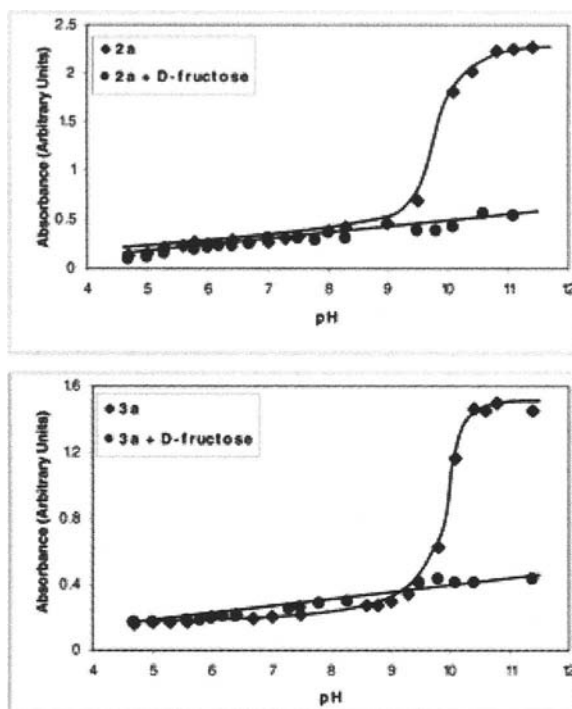 2.5
2
1.5
1
0.5
0
Absorbance (Arbitrary Units)
2a
2a + D-fructose
4 5 6 7 8 9 10 11 12
pH
1.6
1.2
0.8
0.4
0
Absorbance (Arbitrary Units)
3a
3a + D-fructose
4 5 6 7 8 9 10 11 12
pH